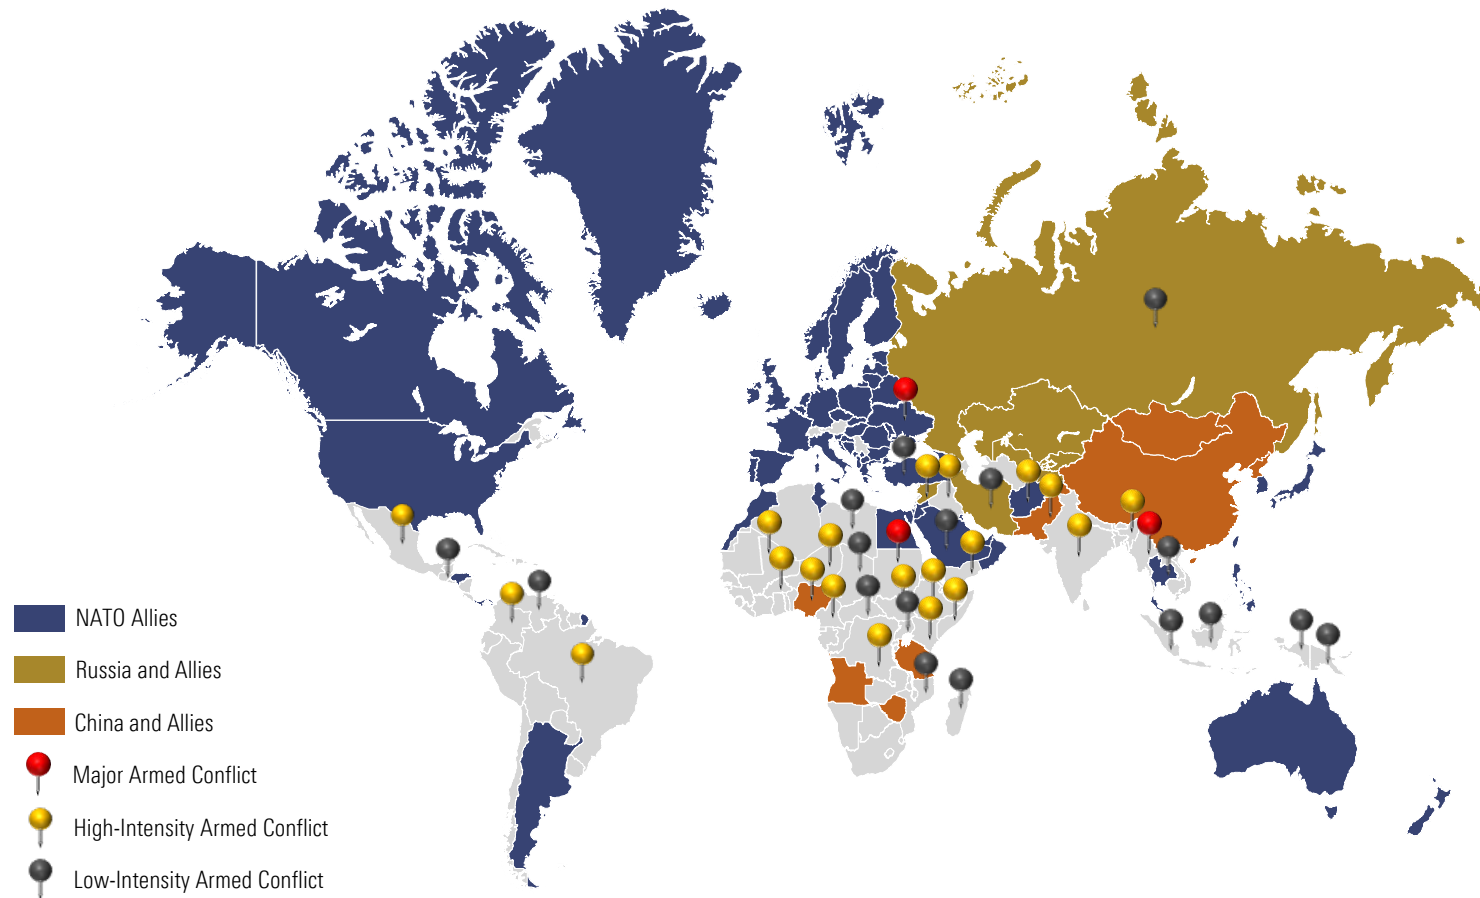 NATO Allies
Russia and Allies
China and Allies
Major Armed Conflict
High-Intensity Armed Conflict
Low-Intensity Armed Conflict